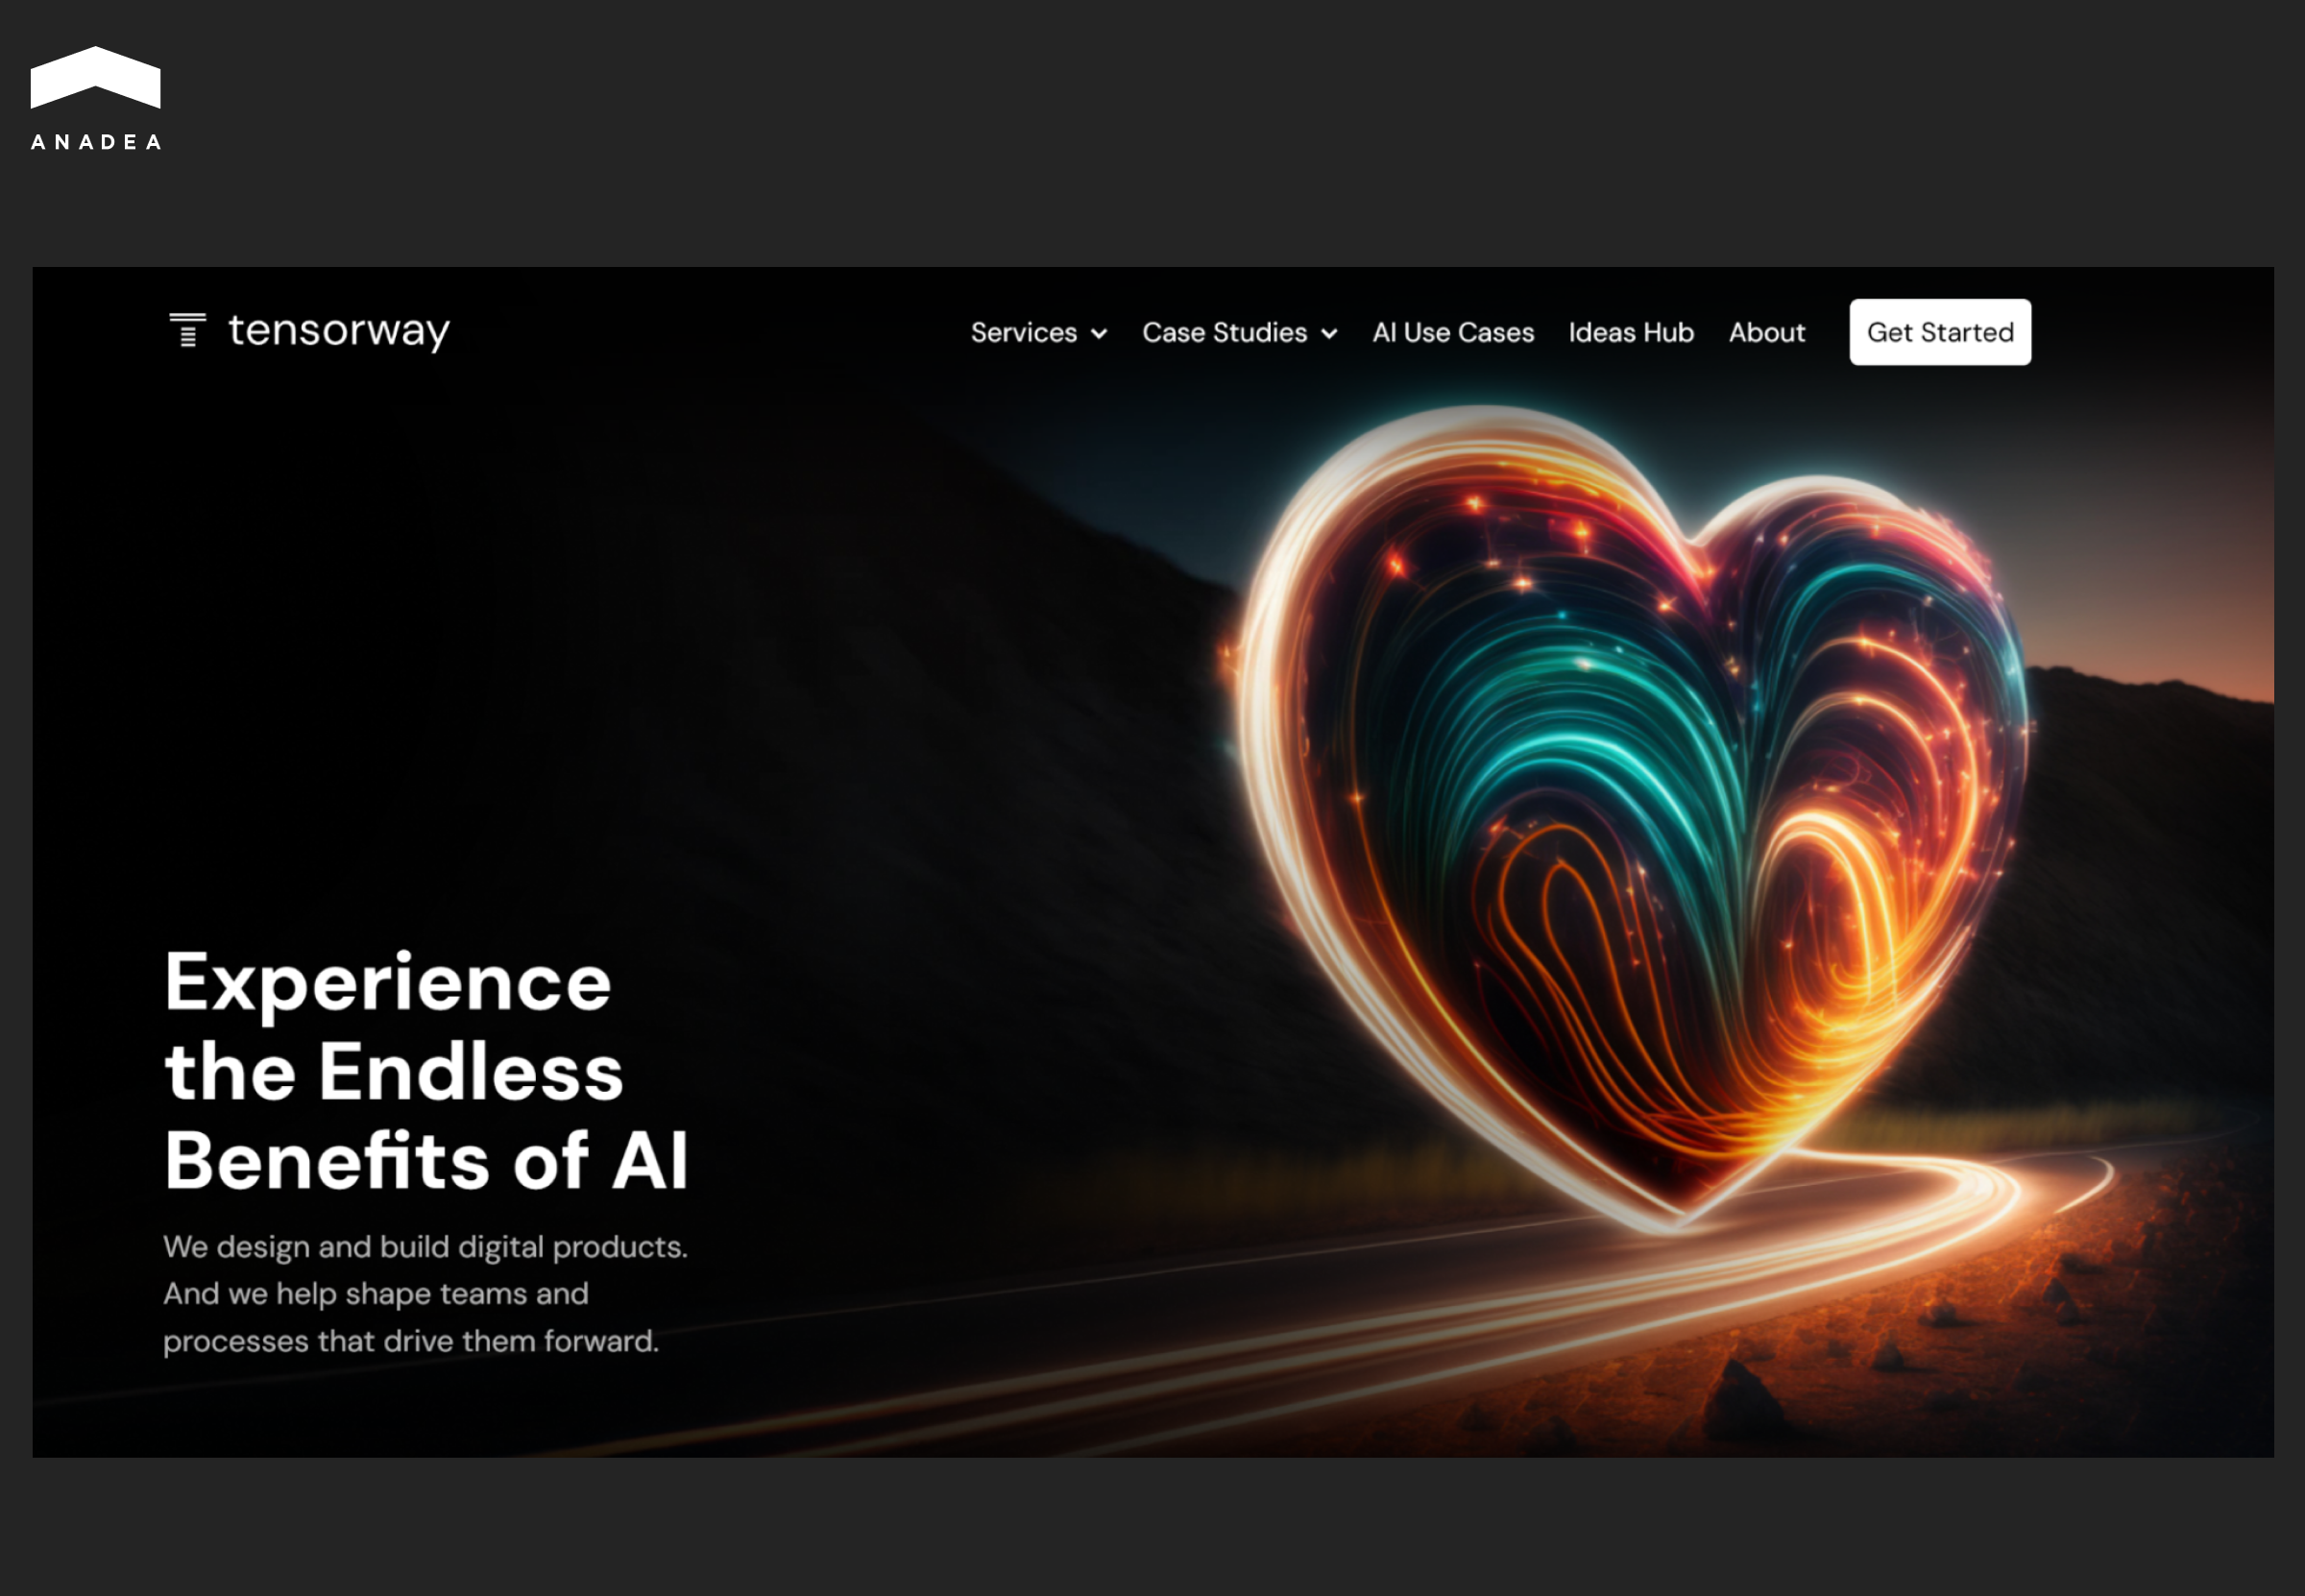 ANADEA
tensorway
Services
Case Studies
AI Use Cases
Ideas Hub
About
Get Started
Experience
the Endless
Benefits of AI
We design and build digital products.
And we help shape teams and
processes that drive them forward.